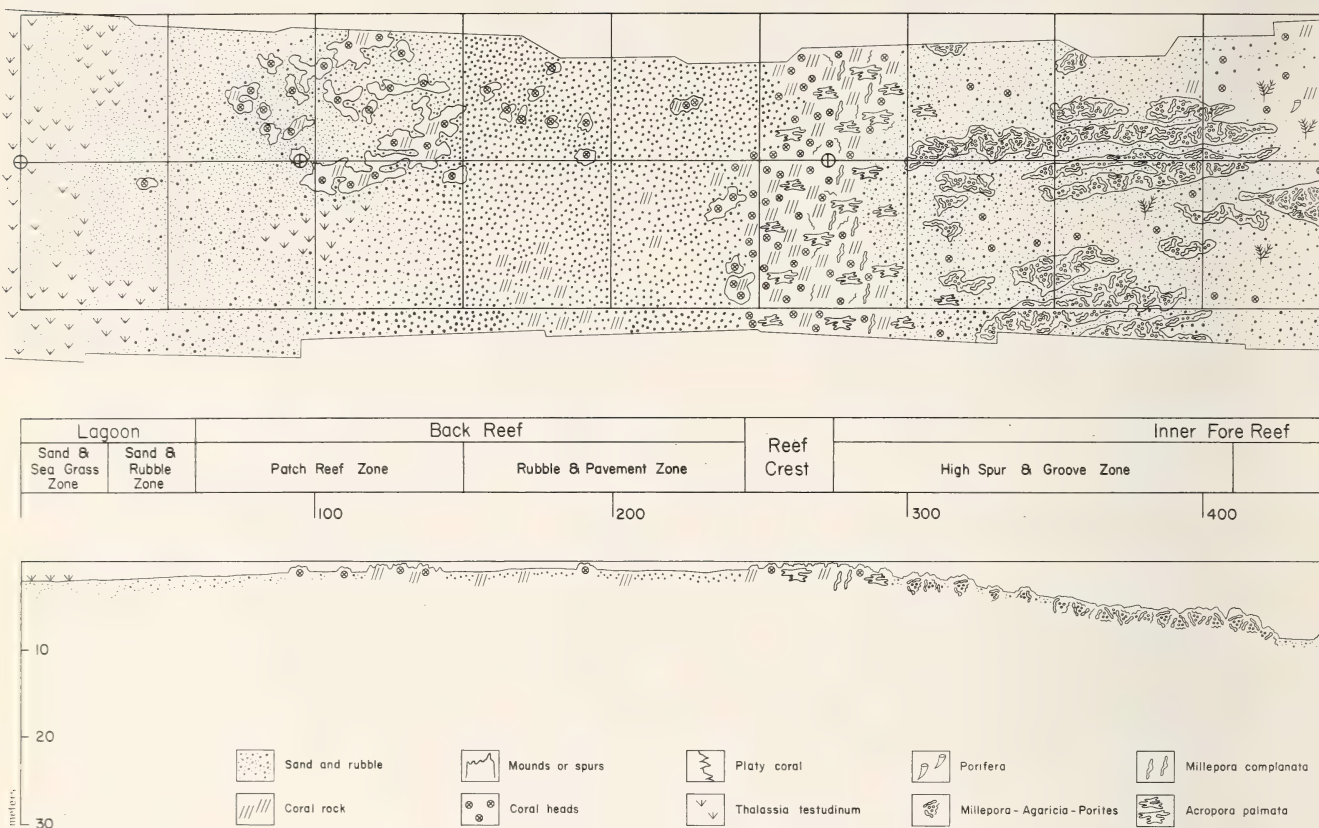 Lagoon
Back Reef
Reef Crest
Inner Fore Reef
Sand & Sea Grass Zone
Sand & Rubble Zone
Patch Reef Zone
Rubble & Pavement Zone
High Spur & Groove Zone
100
200
300
400
10
20
30
meters
Sand and rubble
Mounds or spurs
Platy coral
Porifera
Millepora complanata
Coral rock
Coral heads
Thalassia testudinum
Millepora - Agaricia - Porites
Acropora palmata